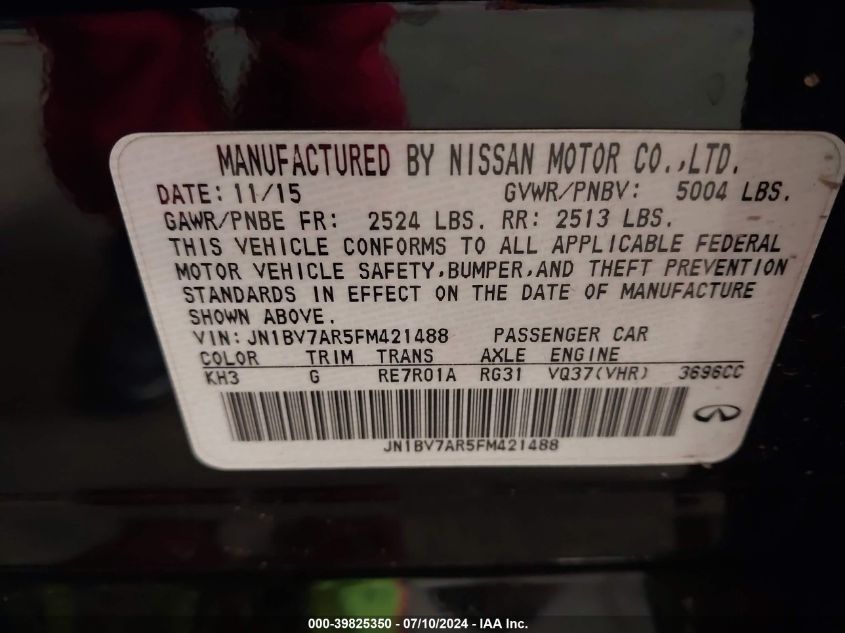 MANUFACTURED BY NISSAN MOTOR CO.,LTD.
DATE: 11/15 GVWR/PNBV: 5004 LBS.
GAWR/PNBE FR: 2524 LBS. RR: 2513 LBS.
THIS VEHICLE CONFORMS TO ALL APPLICABLE FEDERAL
MOTOR VEHICLE SAFETY,BUMPER,AND THEFT PREVENTION
STANDARDS IN EFFECT ON THE DATE OF MANUFACTURE
SHOWN ABOVE.
VIN: JN1BV7AR5FM421488 PASSENGER CAR
COLOR TRIM TRANS AXLE ENGINE
KH3 G RE7R01A RG31 VQ37(VHR) 3696CC
JN1BV7AR5FM421488
000-39825350 - 07/10/2024 - IAA Inc.